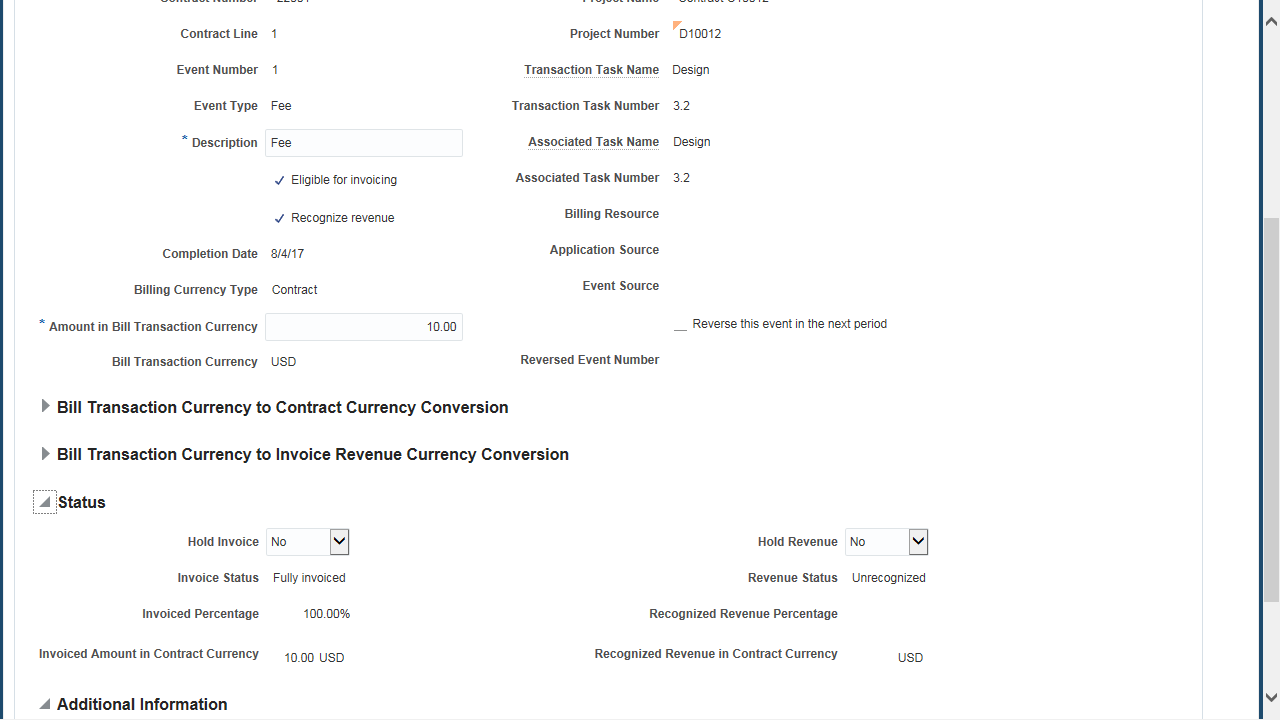 Contract Line 1
Project Number D10012
Event Number 1
Transaction Task Name Design
Event Type Fee
Transaction Task Number 3.2
* Description Fee
Associated Task Name Design
Eligible for invoicing
Associated Task Number 3.2
Recognize revenue
Billing Resource
Completion Date 8/4/17
Application Source
Billing Currency Type Contract
Event Source
* Amount in Bill Transaction Currency 10.00
Reverse this event in the next period
Bill Transaction Currency USD
Reversed Event Number
Bill Transaction Currency to Contract Currency Conversion
Bill Transaction Currency to Invoice Revenue Currency Conversion
Status
Hold Invoice No
Hold Revenue No
Invoice Status Fully invoiced
Revenue Status Unrecognized
Invoiced Percentage 100.00%
Recognized Revenue Percentage
Invoiced Amount in Contract Currency 10.00 USD
Recognized Revenue in Contract Currency USD
Additional Information